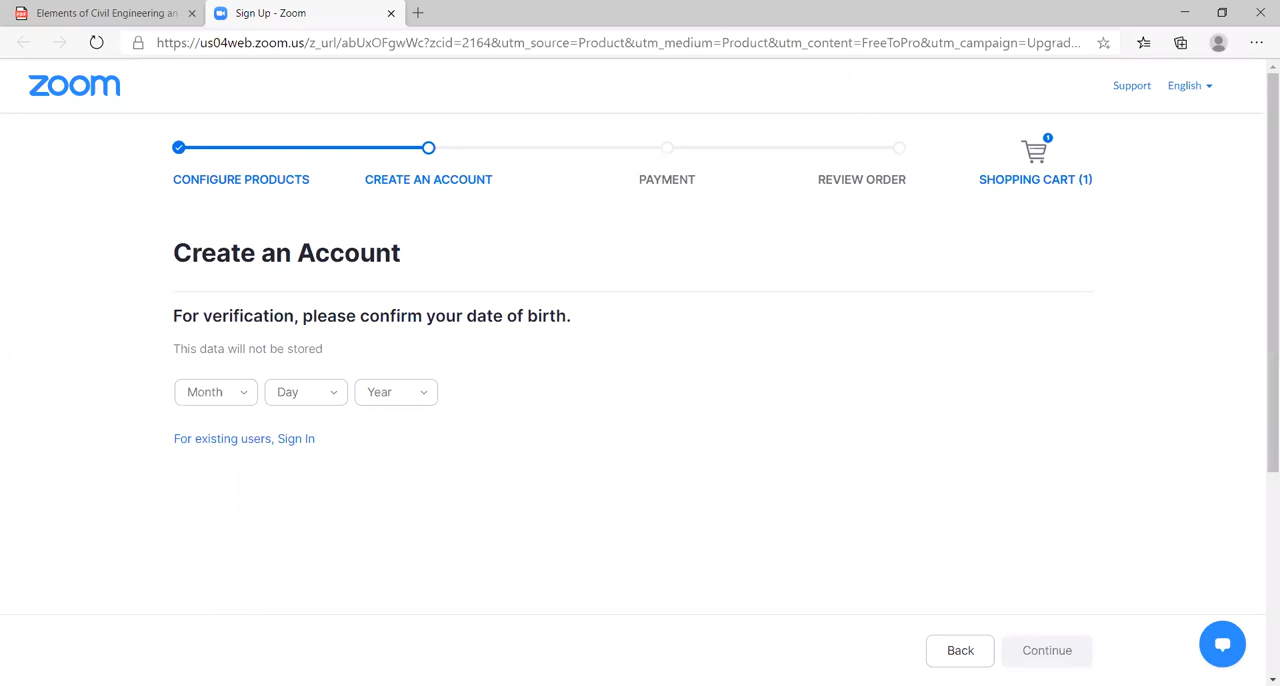 Elements of Civil Engineering an
Sign Up - Zoom
https://us04web.zoom.us/z_url/abUxOFgwWc?zcid=2164&utm_source=Product&utm_medium=Product&utm_content=FreeToPro&utm_campaign=Upgrad...
zoom
Support
English
1
CONFIGURE PRODUCTS
CREATE AN ACCOUNT
PAYMENT
REVIEW ORDER
SHOPPING CART (1)
Create an Account
For verification, please confirm your date of birth.
This data will not be stored
Month
Day
Year
For existing users, Sign In
Back
Continue